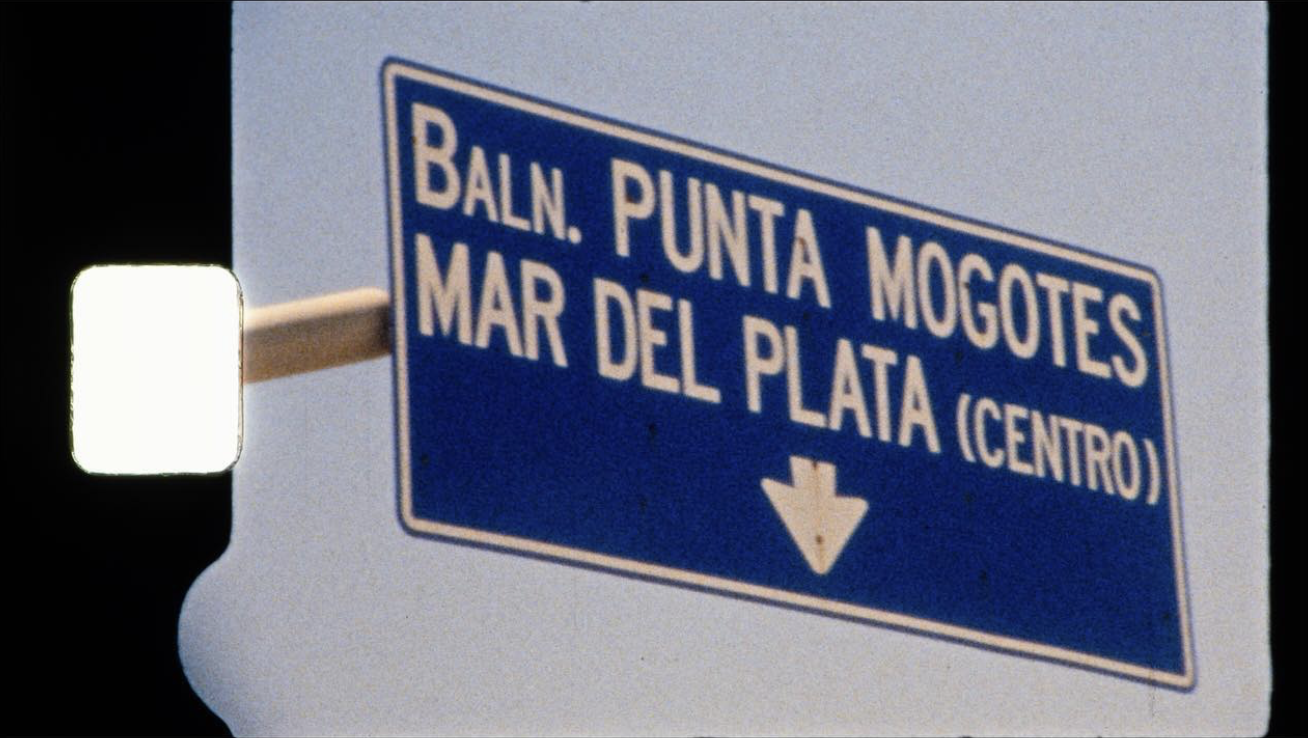 BALN. PUNTA MOGOTES
MAR DEL PLATA (CENTRO)